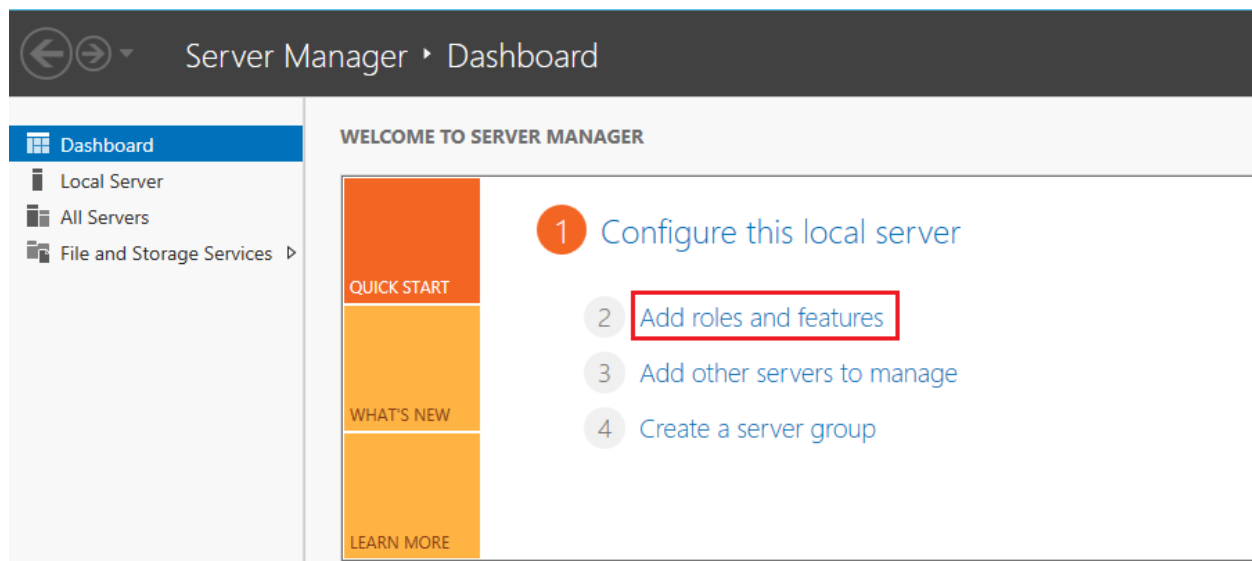 Server Manager ‣ Dashboard
Dashboard
Local Server
All Servers
File and Storage Services
WELCOME TO SERVER MANAGER
QUICK START
WHAT'S NEW
LEARN MORE
1 Configure this local server
2 Add roles and features
3 Add other servers to manage
4 Create a server group